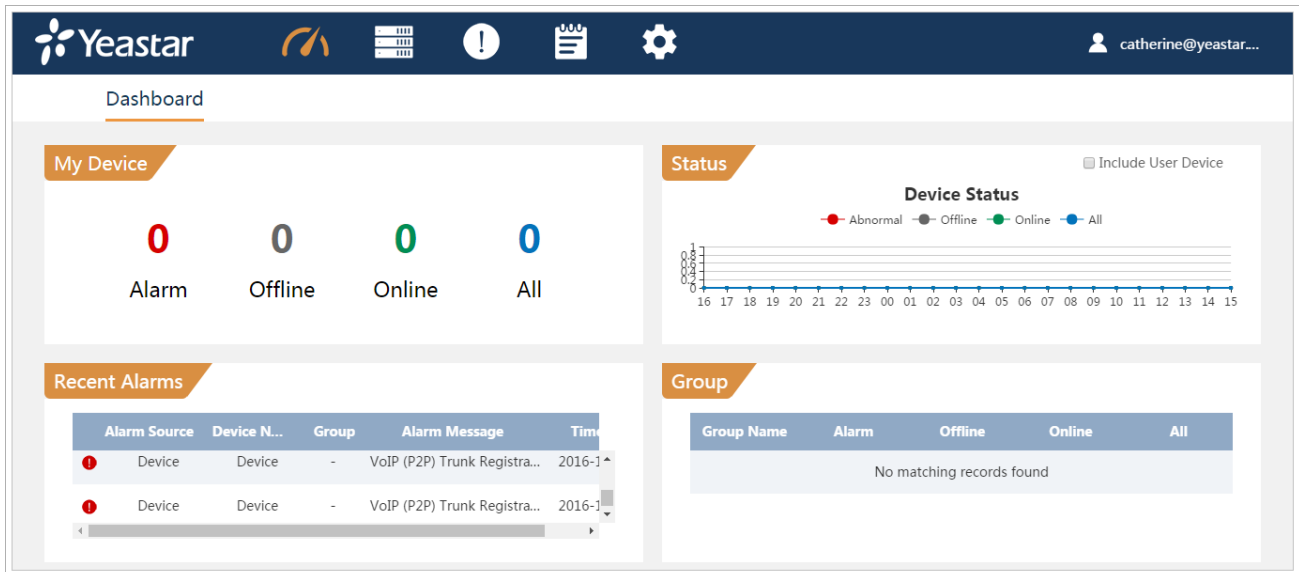 Yeastar
catherine@yeastar....
Dashboard
My Device
0 0 0 0
Alarm Offline Online All
Status
Include User Device
Device Status
Abnormal Offline Online All
1
0.8
0.6
0.4
0.2
0
16 17 18 19 20 21 22 23 00 01 02 03 04 05 06 07 08 09 10 11 12 13 14 15
Recent Alarms
Alarm Source Device N... Group Alarm Message Time
Device Device - VoIP (P2P) Trunk Registra... 2016-1
Device Device - VoIP (P2P) Trunk Registra... 2016-1
Group
Group Name Alarm Offline Online All
No matching records found